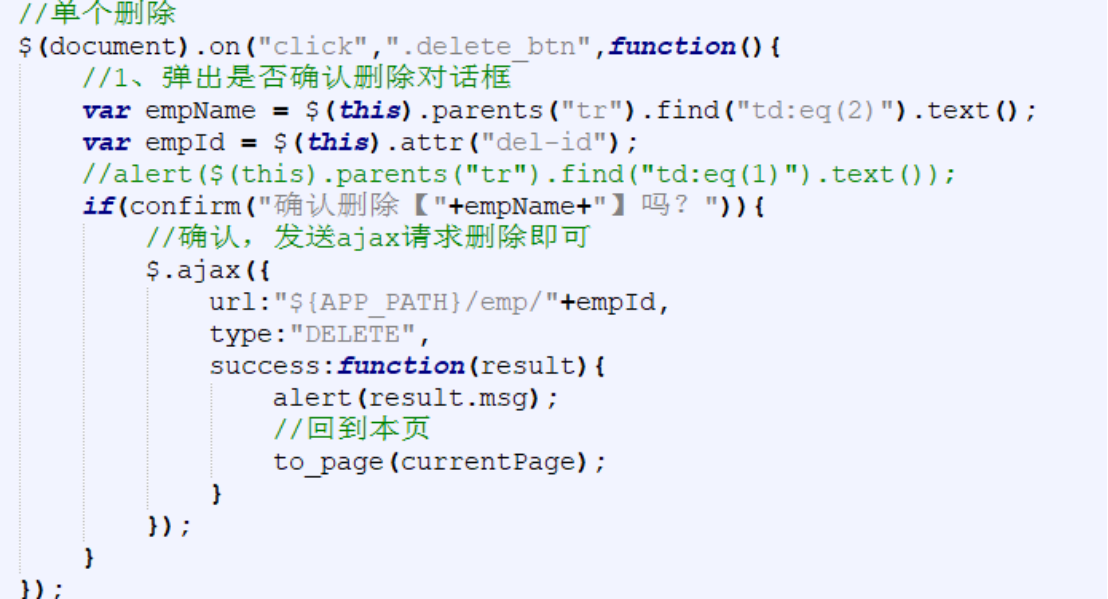 //单个删除
$(document).on("click",".delete_btn",function(){
//1、弹出是否确认删除对话框
var empName = $(this).parents("tr").find("td:eq(2)").text();
var empId = $(this).attr("del-id");
//alert($(this).parents("tr").find("td:eq(1)").text());
if(confirm("确认删除【"+empName+"】吗？")){
//确认，发送ajax请求删除即可
$.ajax({
url:"${APP_PATH}/emp/"+empId,
type:"DELETE",
success:function(result){
alert(result.msg);
//回到本页
to_page(currentPage);
}
});
}
});